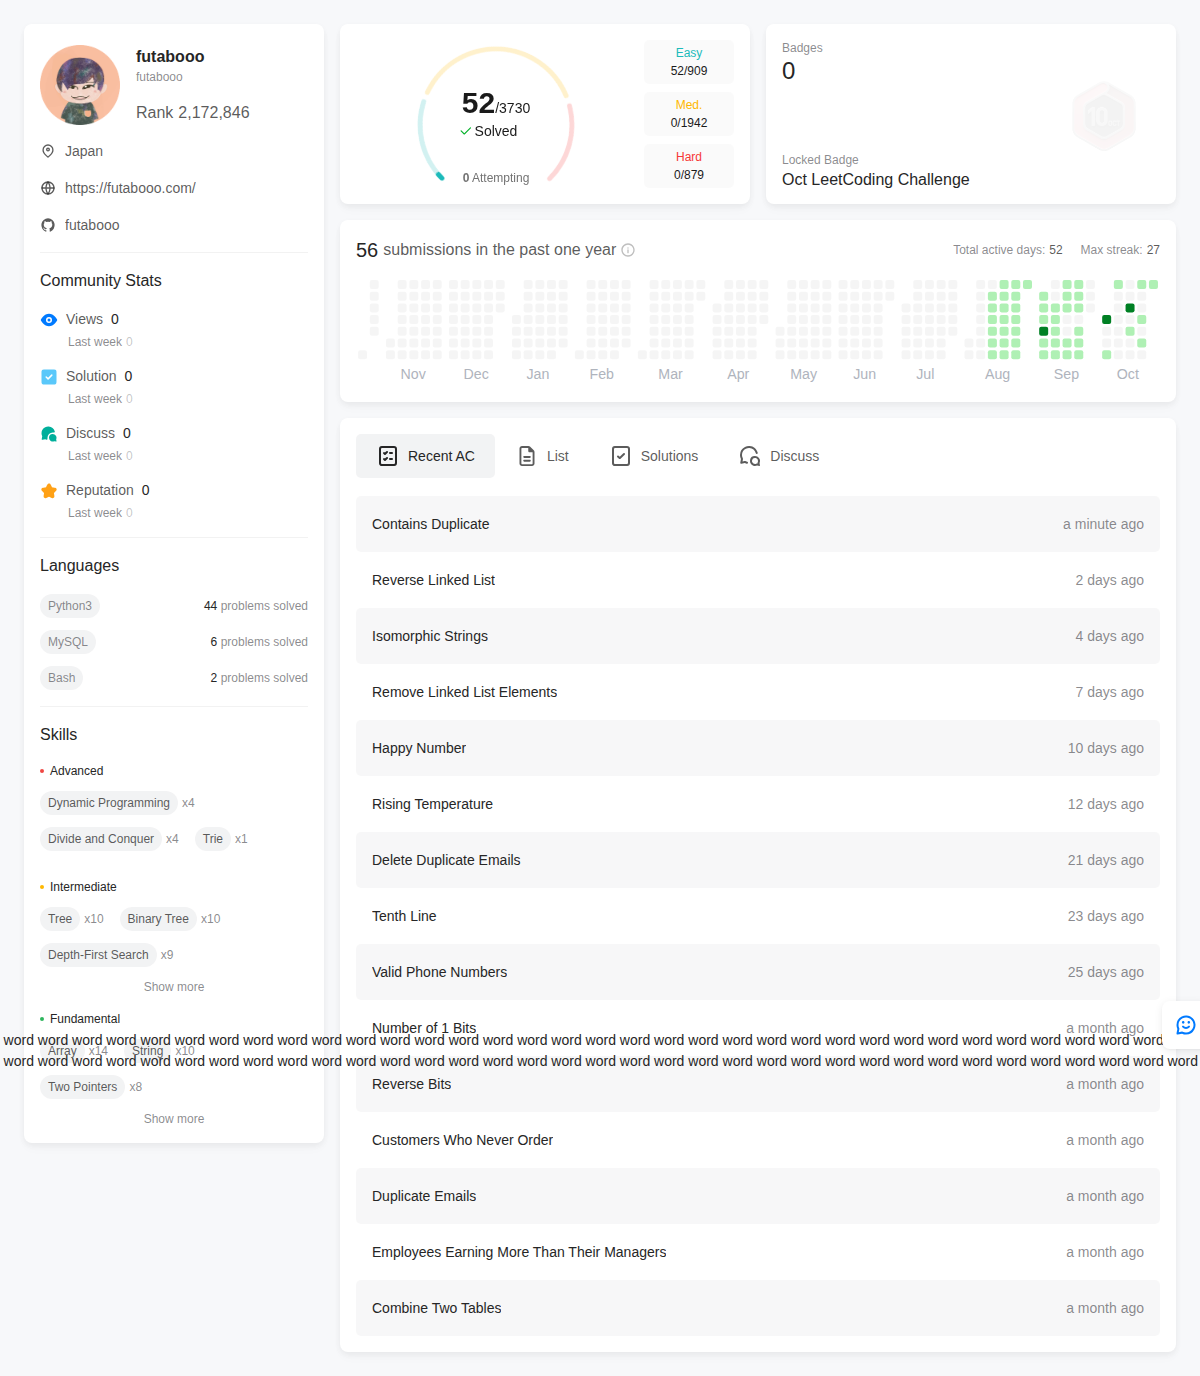 futabooo
futabooo
Rank 2,172,846
Japan
https://futabooo.com/
futabooo
Community Stats
Views 0
Last week 0
Solution 0
Last week 0
Discuss 0
Last week 0
Reputation 0
Last week 0
Languages
Python3 44 problems solved
MySQL 6 problems solved
Bash 2 problems solved
Skills
Advanced
Dynamic Programming x4
Divide and Conquer x4 Trie x1
Intermediate
Tree x10 Binary Tree x10
Depth-First Search x9
Show more
Fundamental
Array x14 String x10
Two Pointers x8
Show more
52/3730
Solved
0 Attempting
Easy
52/909
Med.
0/1942
Hard
0/879
Badges
0
Locked Badge
Oct LeetCoding Challenge
56 submissions in the past one year
Total active days: 52 Max streak: 27
Nov Dec Jan Feb Mar Apr May Jun Jul Aug Sep Oct
Recent AC List Solutions Discuss
Contains Duplicate a minute ago
Reverse Linked List 2 days ago
Isomorphic Strings 4 days ago
Remove Linked List Elements 7 days ago
Happy Number 10 days ago
Rising Temperature 12 days ago
Delete Duplicate Emails 21 days ago
Tenth Line 23 days ago
Valid Phone Numbers 25 days ago
Number of 1 Bits a month ago
word word word word word word word word word word word word word word word word word word word word word word word word word word word word word word word word word word
word word word word word word word word word word word word word word word word word word word word word word word word word word word word word word word word word word word
Reverse Bits a month ago
Customers Who Never Order a month ago
Duplicate Emails a month ago
Employees Earning More Than Their Managers a month ago
Combine Two Tables a month ago